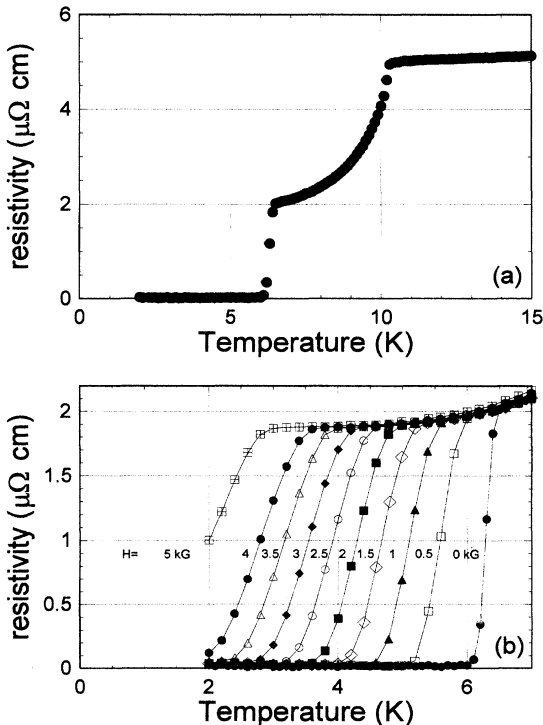 6
4
2
0
resistivity (μΩ cm)
0 5 10 15
Temperature (K)
(a)
2
1.5
1
0.5
0
resistivity (μΩ cm)
H= 5 kG 4 3.5 3 2.5 2 1.5 1 0.5 0 kG
0 2 4 6
Temperature (K)
(b)